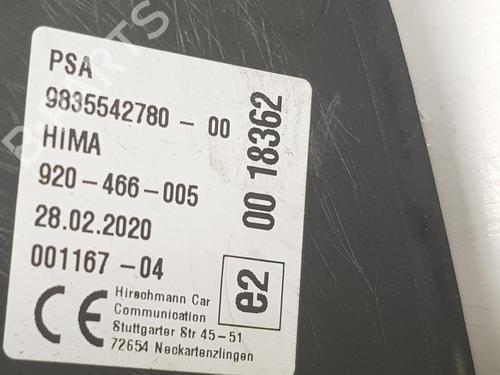 PSA
9835542780-00
HiMA
920-466-005
28.02.2020
001167-04
Hirschmann Car
Communication
Stuttgarter Str 45-51
72654 Neckartenzlingen
CE
e2
00 18362